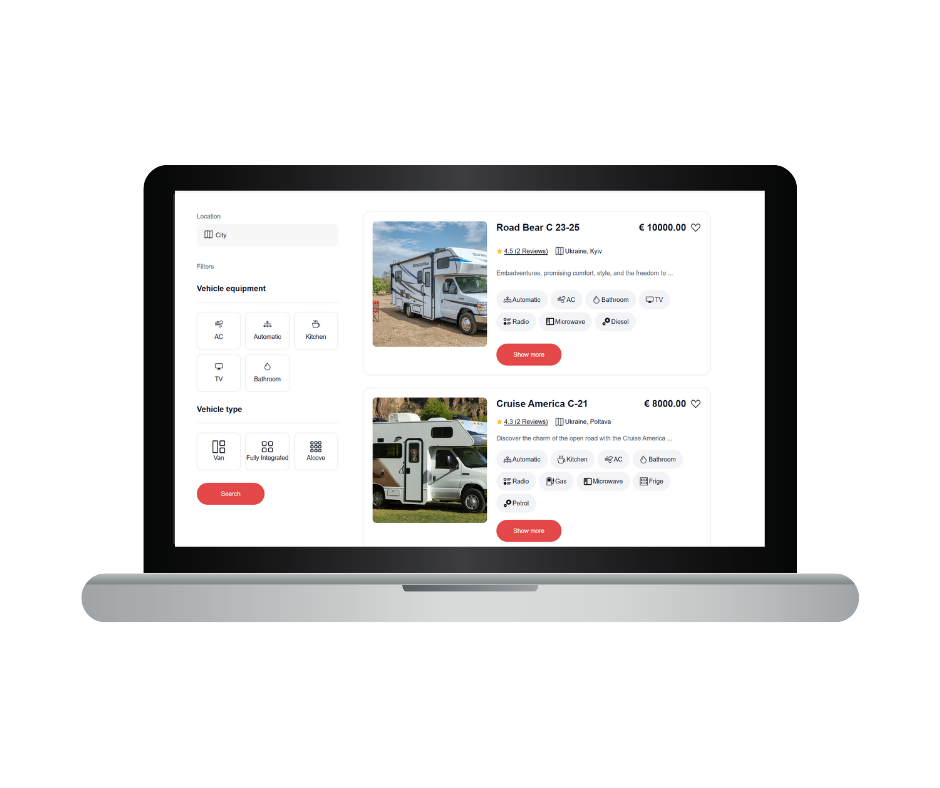 Location
City
Filters
Vehicle equipment
AC Automatic Kitchen
TV Bathroom
Vehicle type
Van Fully Integrated Alcove
Search
Road Bear C 23-25 € 10000.00
4.5 (2 Reviews) Ukraine, Kyiv
Embadventures, promising comfort, style, and the freedom to ...
Automatic AC Bathroom TV
Radio Microwave Diesel
Show more
Cruise America C-21 € 8000.00
4.3 (2 Reviews) Ukraine, Poltava
Discover the charm of the open road with the Cruise America ...
Automatic Kitchen AC Bathroom
Radio Gas Microwave Frige
Petrol
Show more